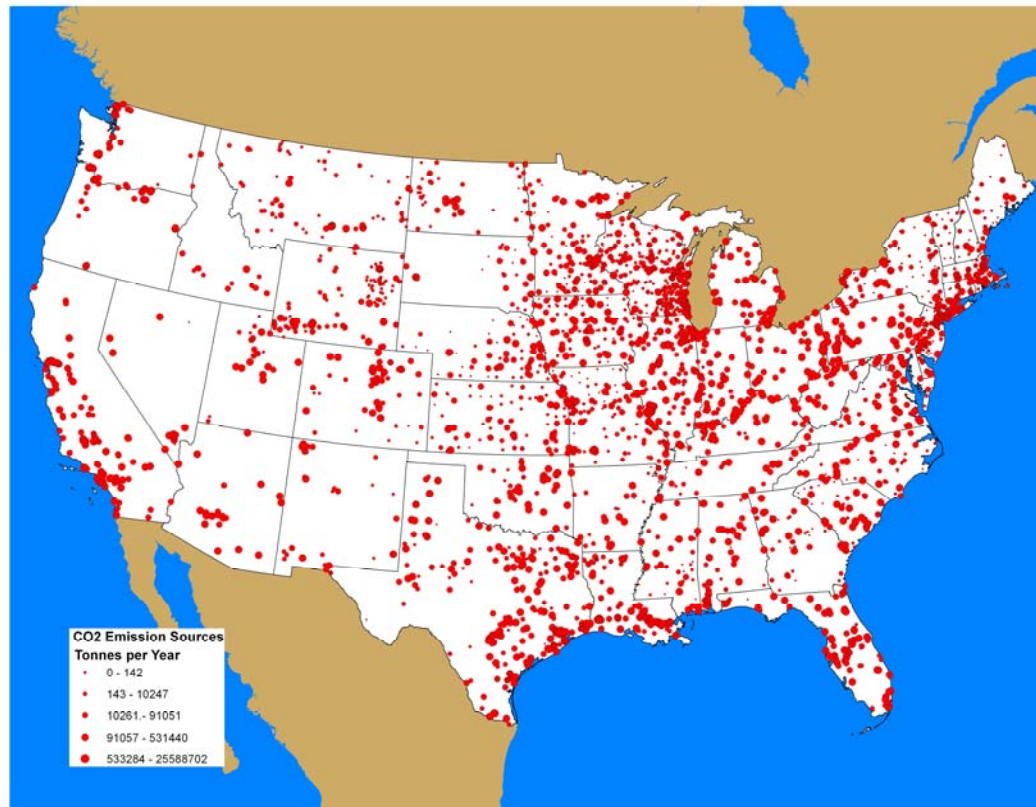 CO2 Emission Sources
Tonnes per Year
0 - 142
143 - 10247
10261.- 91051
91057 - 531440
533284 - 25588702